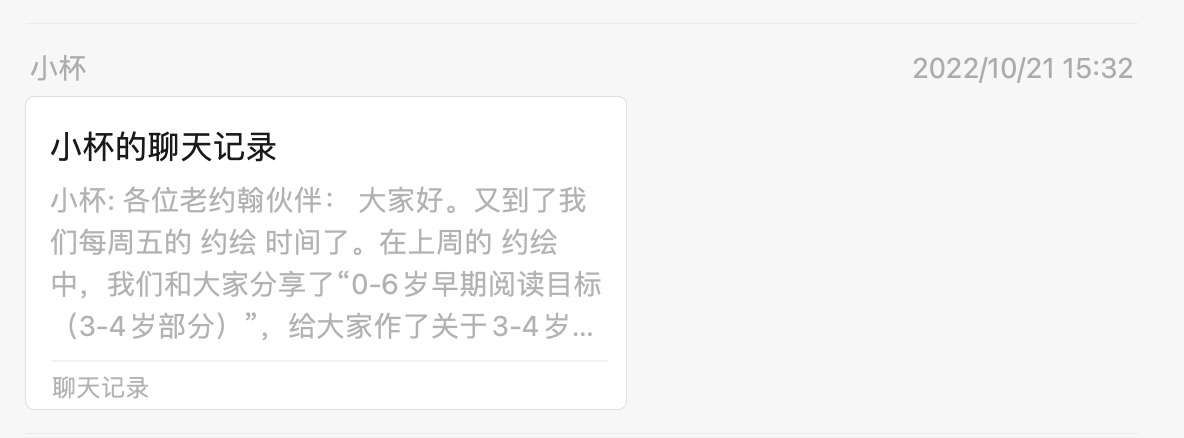 小杯
2022/10/21 15:32
小杯的聊天记录
小杯: 各位老约翰伙伴： 大家好。又到了我
们每周五的 约绘 时间了。在上周的 约绘
中，我们和大家分享了“0-6岁早期阅读目标
（3-4岁部分）”，给大家作了关于3-4岁...
聊天记录